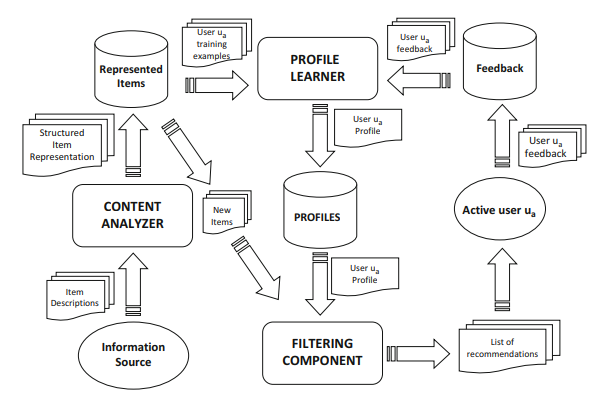 User uₐ
training
examples
PROFILE
LEARNER
User uₐ
feedback
Represented
Items
Feedback
User uₐ
Profile
Structured
Item
Representation
User uₐ
feedback
CONTENT
ANALYZER
New
Items
PROFILES
Active user uₐ
User uₐ
Profile
Item
Descriptions
Information
Source
FILTERING
COMPONENT
List of
recommendations